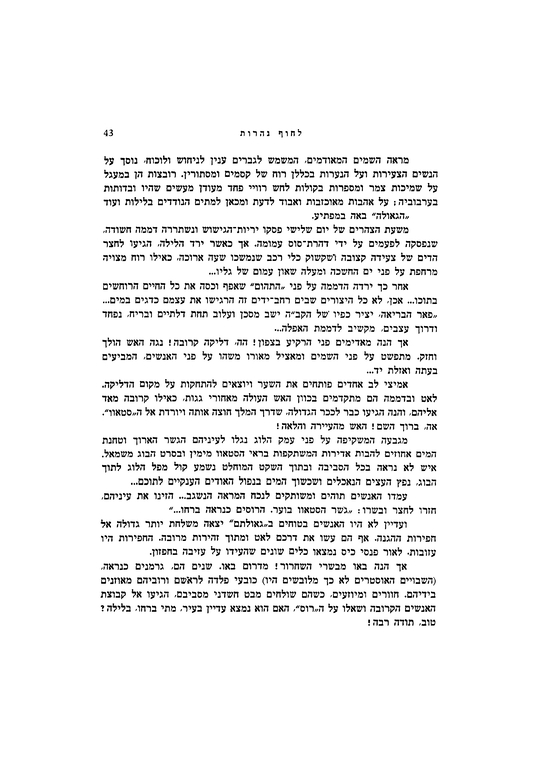 לחוף נהרות 43
מראה השמים המאודמים, המשמש לגברים ענין לניחוש ולוכוח, נוסך על
הנשים הצעירות ועל הנערות בכללן רוח של קסמים ומסתורין. רובצות הן במעגל
על שמיכות צמר ומספרות בקולות לחש רוויי פחד מעודן מעשים שהיו ובדותות
בערבוביה; על אהבות מאוכזבות ואבוד לדעת ומכאן למתים הנודדים בלילות ועוד
„הגאולה” באה במפתיע.
משעת הצהרים של יום שלישי פסקו יריות־הגישוש ונשתררה דממה חשודה,
שנפסקה לפעמים על ידי דהרת־סוס עמומה. אך כאשר ירד הלילה, הגיעו לחצר
הדים של צעידה קצובה ושקשוק כלי רכב שנמשכו שעה ארוכה, כאילו רוח מצויה
מרחפת על פני ים החשכה ומעלה שאון עמום של גליו...
אחר כך ירדה הדממה על פני „התהום” שאפף וכסה את כל החיים הרוחשים
בתוכו... אכן, לא כל היצורים שבים רחב־ידים זה הרגישו את עצמם כדגים במים...
„פאר הבריאה, יציר כפיו של הקב״ה ישב מסכן ועלוב תחת דלתיים ובריח, נפחד
ודרוך עצבים, מקשיב לדממת האפלה...
אך הנה מאדימים פני הרקיע בצפון! הה, דליקה קרובה! נגה האש הולך
וחזק, מתפשט על פני השמים ומאציל מאורו משהו על פני האנשים, המביעים
בעתה ואזלת יד...
אמיצי לב אחדים פותחים את השער ויוצאים להתחקות על מקום הדליקה.
לאט ובדממה הם מתקדמים בכוון האש העולה מאחורי גגות, כאילו קרובה מאד
אליהם, והנה הגיעו כבר לככר הגדולה, שדרך המלך חוצה אותה ויורדת אל ה„סטאוו”.
אה, ברוך השם! האש מהעיירה והלאה!
מגבעה המשקיפה על פני עמק הלוג נגלו לעיניהם הגשר הארוך וטחנת
המים אחוזים להבות אדירות המשתקפות בראי הסטאוו מימין ובסרט הבוג משמאל.
איש לא נראה בכל הסביבה ובתוך השקט המוחלט נשמע קול מפל הלוג לתוך
הבוג, נפץ העצים הנאכלים ושכשוך המים בנפול האודים הענקיים לתוכם...
עמדו האנשים תוהים ומשותקים לנכח המראה הנשגב... הזינו את עיניהם,
חזרו לחצר ובשרו: „גשר הסטאוו בוער. הרוסים כנראה ברחו...”
ועדיין לא היו האנשים בטוחים ב„גאולתם” יצאה משלחת יותר גדולה אל
חפירות ההגנה. אף הם עשו את דרכם לאט ומתוך זהירות מרובה. החפירות היו
עזובות. לאור פנסי כיס נמצאו כלים שונים שהעידו על עזיבה בחפזון.
אך הנה באו מבשרי השחרור! מדרום באו. שנים הם, גרמנים כנראה,
(השבויים האוסטרים לא כך מלובשים היו) כובעי פלדה לראשם ורוביהם מאוזנים
בידיהם. חוורים ומיוזעים, כשהם שולחים מבט חשדני מסביבם, הגיעו אל קבוצת
האנשים הקרובה ושאלו על ה„רוס”, האם הוא נמצא עדיין בעיר, מתי ברחו, בלילה?
טוב, תודה רבה!